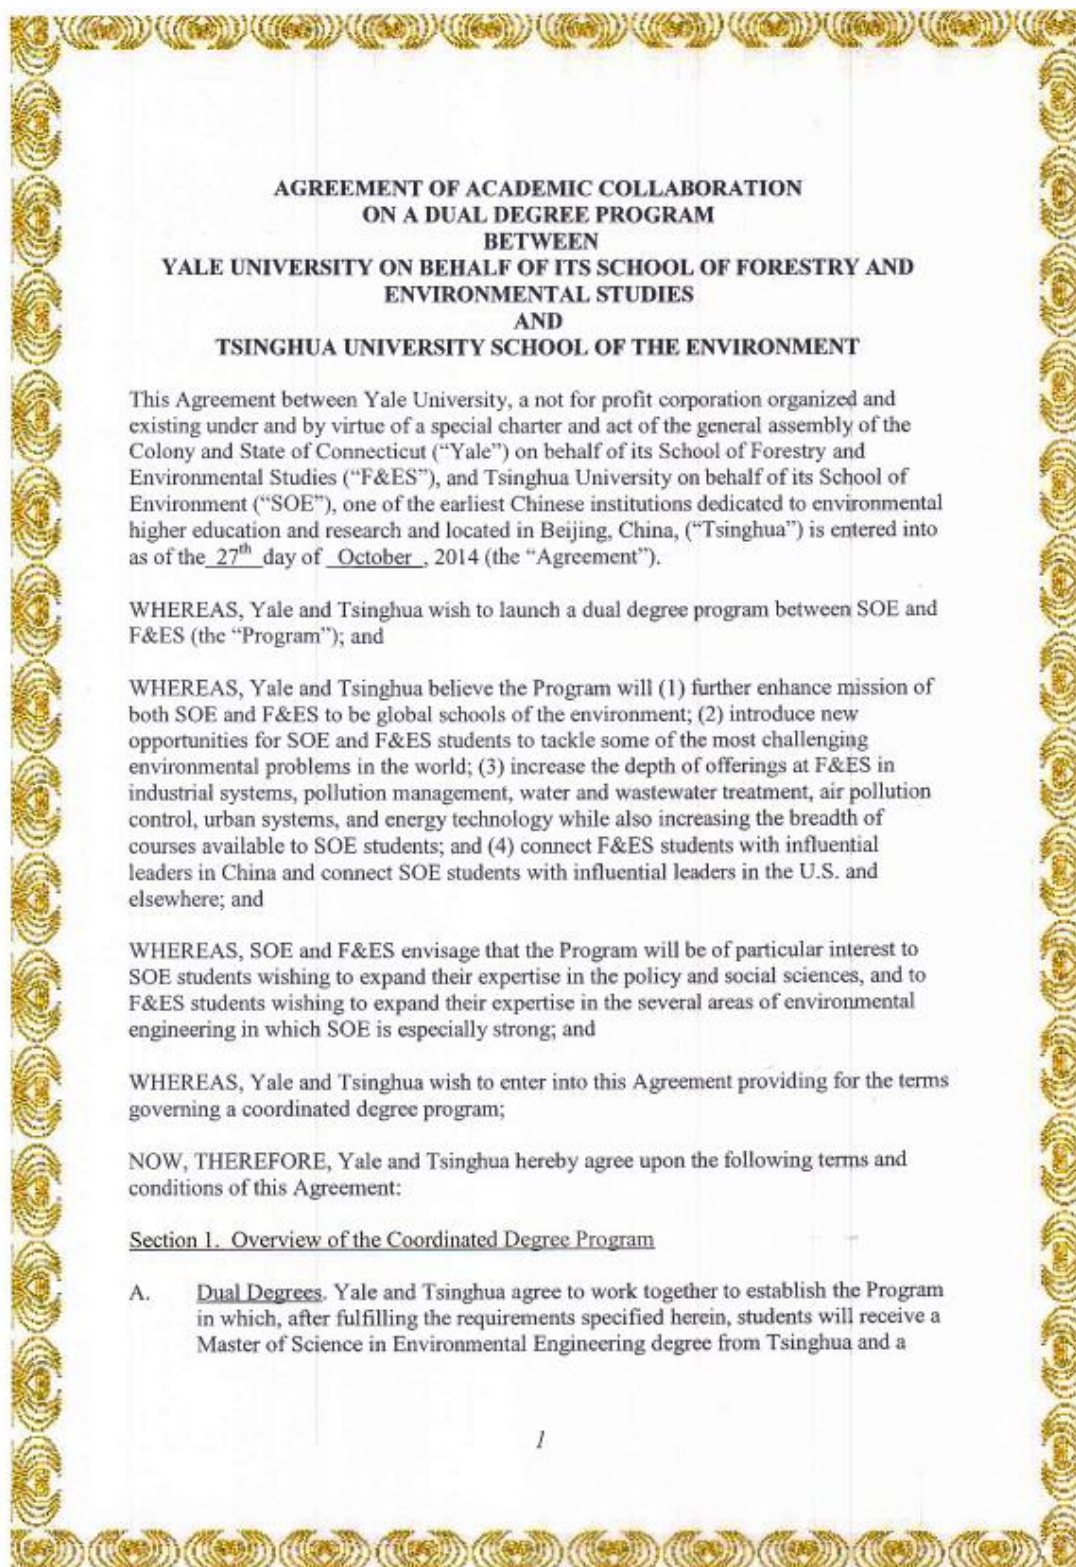 AGREEMENT OF ACADEMIC COLLABORATION
ON A DUAL DEGREE PROGRAM
BETWEEN
YALE UNIVERSITY ON BEHALF OF ITS SCHOOL OF FORESTRY AND
ENVIRONMENTAL STUDIES
AND
TSINGHUA UNIVERSITY SCHOOL OF THE ENVIRONMENT
This Agreement between Yale University, a not for profit corporation organized and
existing under and by virtue of a special charter and act of the general assembly of the
Colony and State of Connecticut (“Yale”) on behalf of its School of Forestry and
Environmental Studies (“F&ES”), and Tsinghua University on behalf of its School of
Environment (“SOE”), one of the earliest Chinese institutions dedicated to environmental
higher education and research and located in Beijing, China, (“Tsinghua”) is entered into
as of the 27th day of October , 2014 (the “Agreement”).
WHEREAS, Yale and Tsinghua wish to launch a dual degree program between SOE and
F&ES (the “Program”); and
WHEREAS, Yale and Tsinghua believe the Program will (1) further enhance mission of
both SOE and F&ES to be global schools of the environment; (2) introduce new
opportunities for SOE and F&ES students to tackle some of the most challenging
environmental problems in the world; (3) increase the depth of offerings at F&ES in
industrial systems, pollution management, water and wastewater treatment, air pollution
control, urban systems, and energy technology while also increasing the breadth of
courses available to SOE students; and (4) connect F&ES students with influential
leaders in China and connect SOE students with influential leaders in the U.S. and
elsewhere; and
WHEREAS, SOE and F&ES envisage that the Program will be of particular interest to
SOE students wishing to expand their expertise in the policy and social sciences, and to
F&ES students wishing to expand their expertise in the several areas of environmental
engineering in which SOE is especially strong; and
WHEREAS, Yale and Tsinghua wish to enter into this Agreement providing for the terms
governing a coordinated degree program;
NOW, THEREFORE, Yale and Tsinghua hereby agree upon the following terms and
conditions of this Agreement:
Section 1. Overview of the Coordinated Degree Program
A. Dual Degrees. Yale and Tsinghua agree to work together to establish the Program
in which, after fulfilling the requirements specified herein, students will receive a
Master of Science in Environmental Engineering degree from Tsinghua and a
1